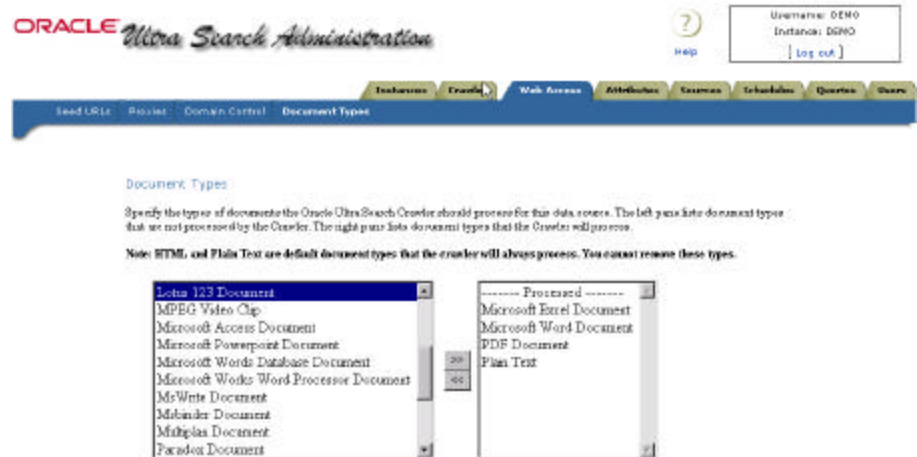 ORACLE Ultra Search Administration
Help
Username: DEMO
Instance: DEMO
[ Log out ]
Instances Crawler Web Access Attributes Sources Schedules Queries Users
Seed URLs Proxies Domain Control Document Types
Document Types
Specify the types of documents the Oracle Ultra Search Crawler should process for this data source. The left pane lists document types
that are not processed by the Crawler. The right pane lists document types that the Crawler will process.
Note: HTML and Plain Text are default document types that the crawler will always process. You cannot remove these types.
Lotus 123 Document
MPEG Video Clip
Microsoft Access Document
Microsoft Powerpoint Document
Microsoft Words Database Document
Microsoft Works Word Processor Document
MsWrite Document
Msbinder Document
Multiplan Document
Paradox Document
>>
<<
-------- Processed --------
Microsoft Excel Document
Microsoft Word Document
PDF Document
Plain Text